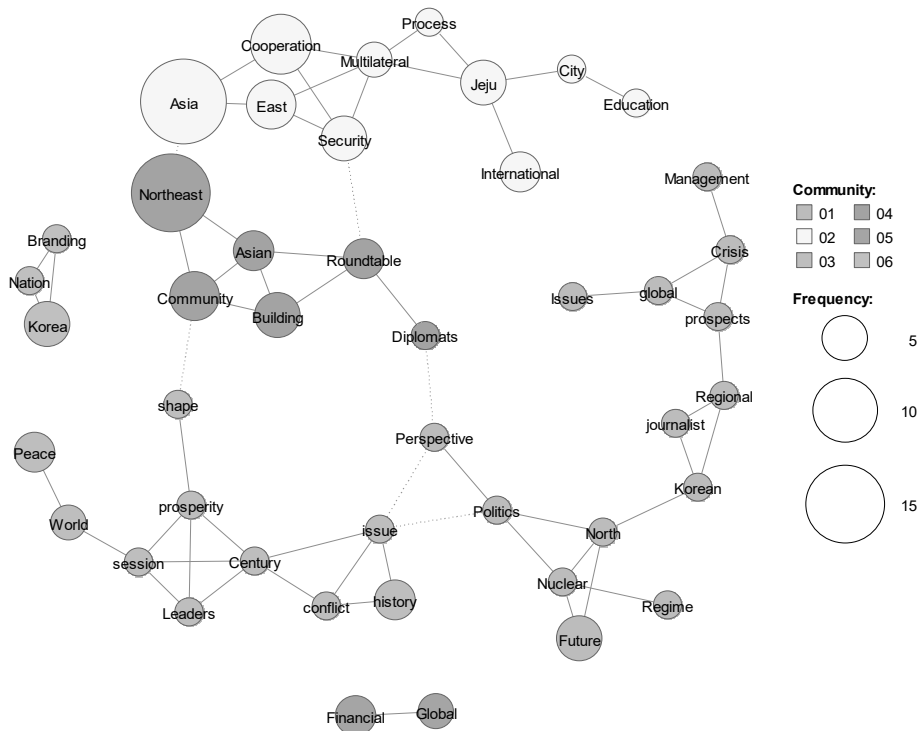 Process
Cooperation
Multilateral
City
Jeju
Asia
East
Education
Security
International
Management
Northeast
Community:
01 04
02 05
03 06
Branding
Asian
Roundtable
Crisis
Nation
Community
Issues
global
Frequency:
Korea
Building
prospects
Diplomats
5
shape
Regional
10
journalist
Perspective
Peace
Korean
prosperity
Politics
15
World
issue
North
session
Century
Nuclear
Leaders
conflict
history
Regime
Future
Financial
Global